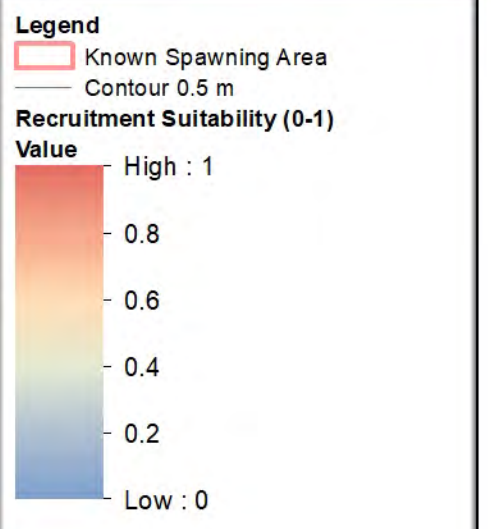 Legend
Known Spawning Area
Contour 0.5 m
Recruitment Suitability (0-1)
Value
High : 1
0.8
0.6
0.4
0.2
Low : 0